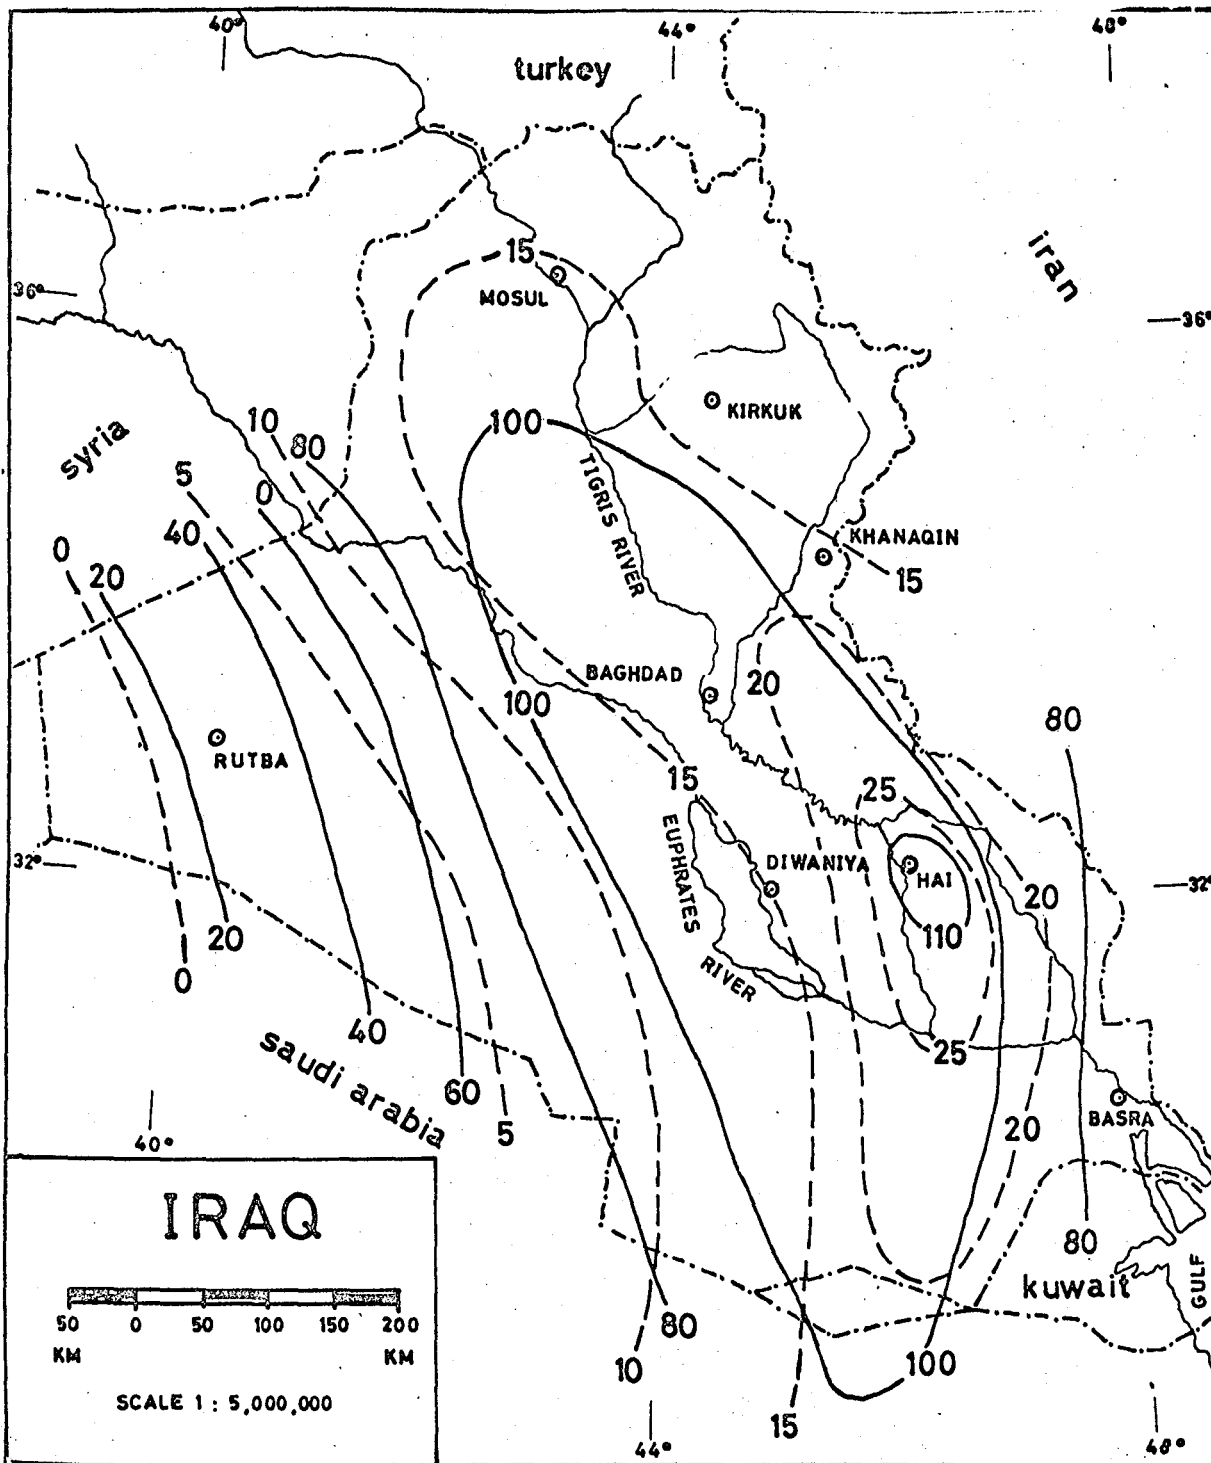 40°
44°
48°
turkey
iran
15
36°
MOSUL
36°
KIRKUK
10
100
80
syria
5
0
TIGRIS RIVER
40
KHANAQIN
0
20
15
BAGHDAD
20
100
80
RUTBA
15
25
EUPHRATES
RIVER
DIWANIYA
HAI
32°
32°
20
110
20
0
40
25
saudi arabia
60
5
20
BASRA
40°
80
kuwait
GULF
IRAQ
50 0 50 100 150 200
KM KM
SCALE 1 : 5,000,000
80
10
100
15
44°
48°